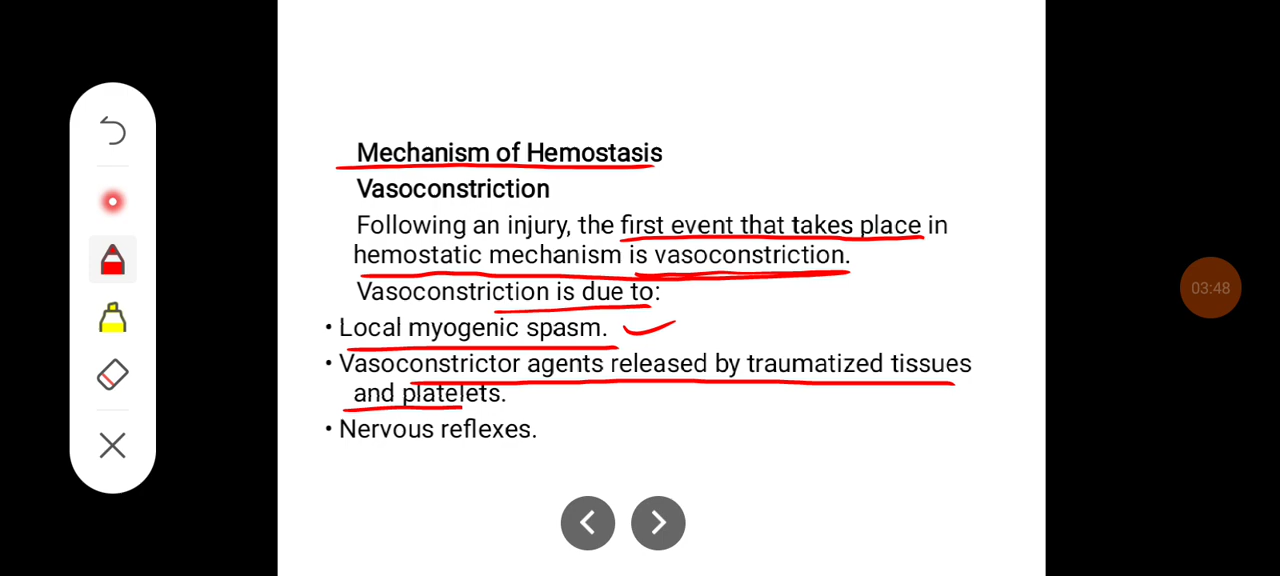 Mechanism of Hemostasis
Vasoconstriction
Following an injury, the first event that takes place in
hemostatic mechanism is vasoconstriction.
Vasoconstriction is due to:
• Local myogenic spasm.
• Vasoconstrictor agents released by traumatized tissues
and platelets.
• Nervous reflexes.
03:48